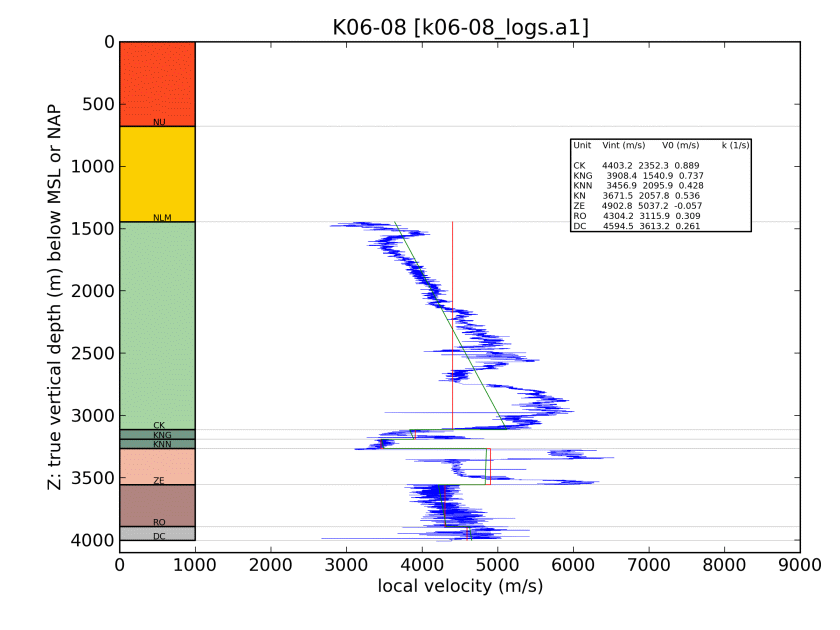 K06-08 [k06-08_logs.a1]
0
500
1000
1500
2000
2500
3000
3500
4000
Z: true vertical depth (m) below MSL or NAP
NU
NLM
CK
KNG
KNN
ZE
RO
DC
Unit Vint (m/s) V0 (m/s) k (1/s)
CK 4403.2 2352.3 0.889
KNG 3908.4 1540.9 0.737
KNN 3456.9 2095.9 0.428
KN 3671.5 2057.8 0.536
ZE 4902.8 5037.2 -0.057
RO 4304.2 3115.9 0.309
DC 4594.5 3613.2 0.261
0 1000 2000 3000 4000 5000 6000 7000 8000 9000
local velocity (m/s)